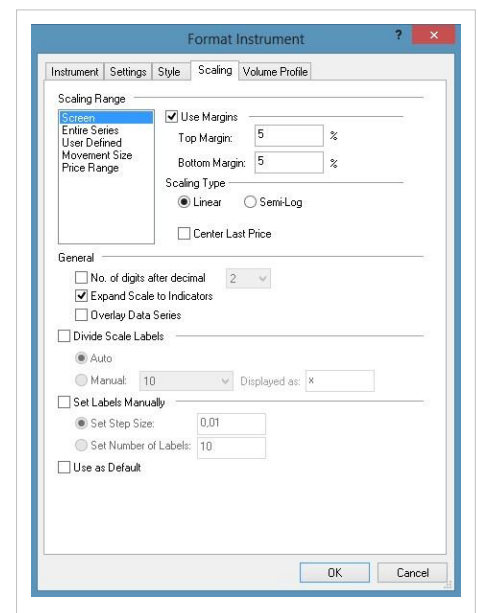 Format Instrument
?
×
Instrument Settings Style Scaling Volume Profile
Scaling Range
Screen
Entire Series
User Defined
Movement Size
Price Range
Use Margins
Top Margin: 5 %
Bottom Margin: 5 %
Scaling Type
Linear Semi-Log
Center Last Price
General
No. of digits after decimal 2
Expand Scale to Indicators
Overlay Data Series
Divide Scale Labels
Auto
Manual: 10 Displayed as: x
Set Labels Manually
Set Step Size: 0,01
Set Number of Labels: 10
Use as Default
OK Cancel